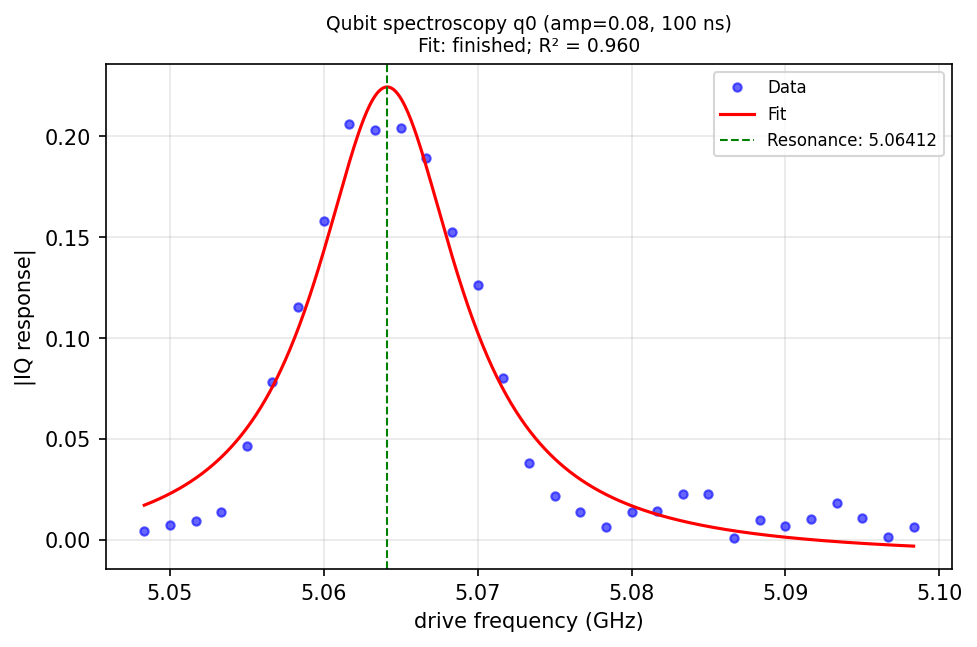 Qubit spectroscopy q0 (amp=0.08, 100 ns)
Fit: finished; R² = 0.960
Data
Fit
Resonance: 5.06412
|IQ response|
0.20
0.15
0.10
0.05
0.00
5.05 5.06 5.07 5.08 5.09 5.10
drive frequency (GHz)